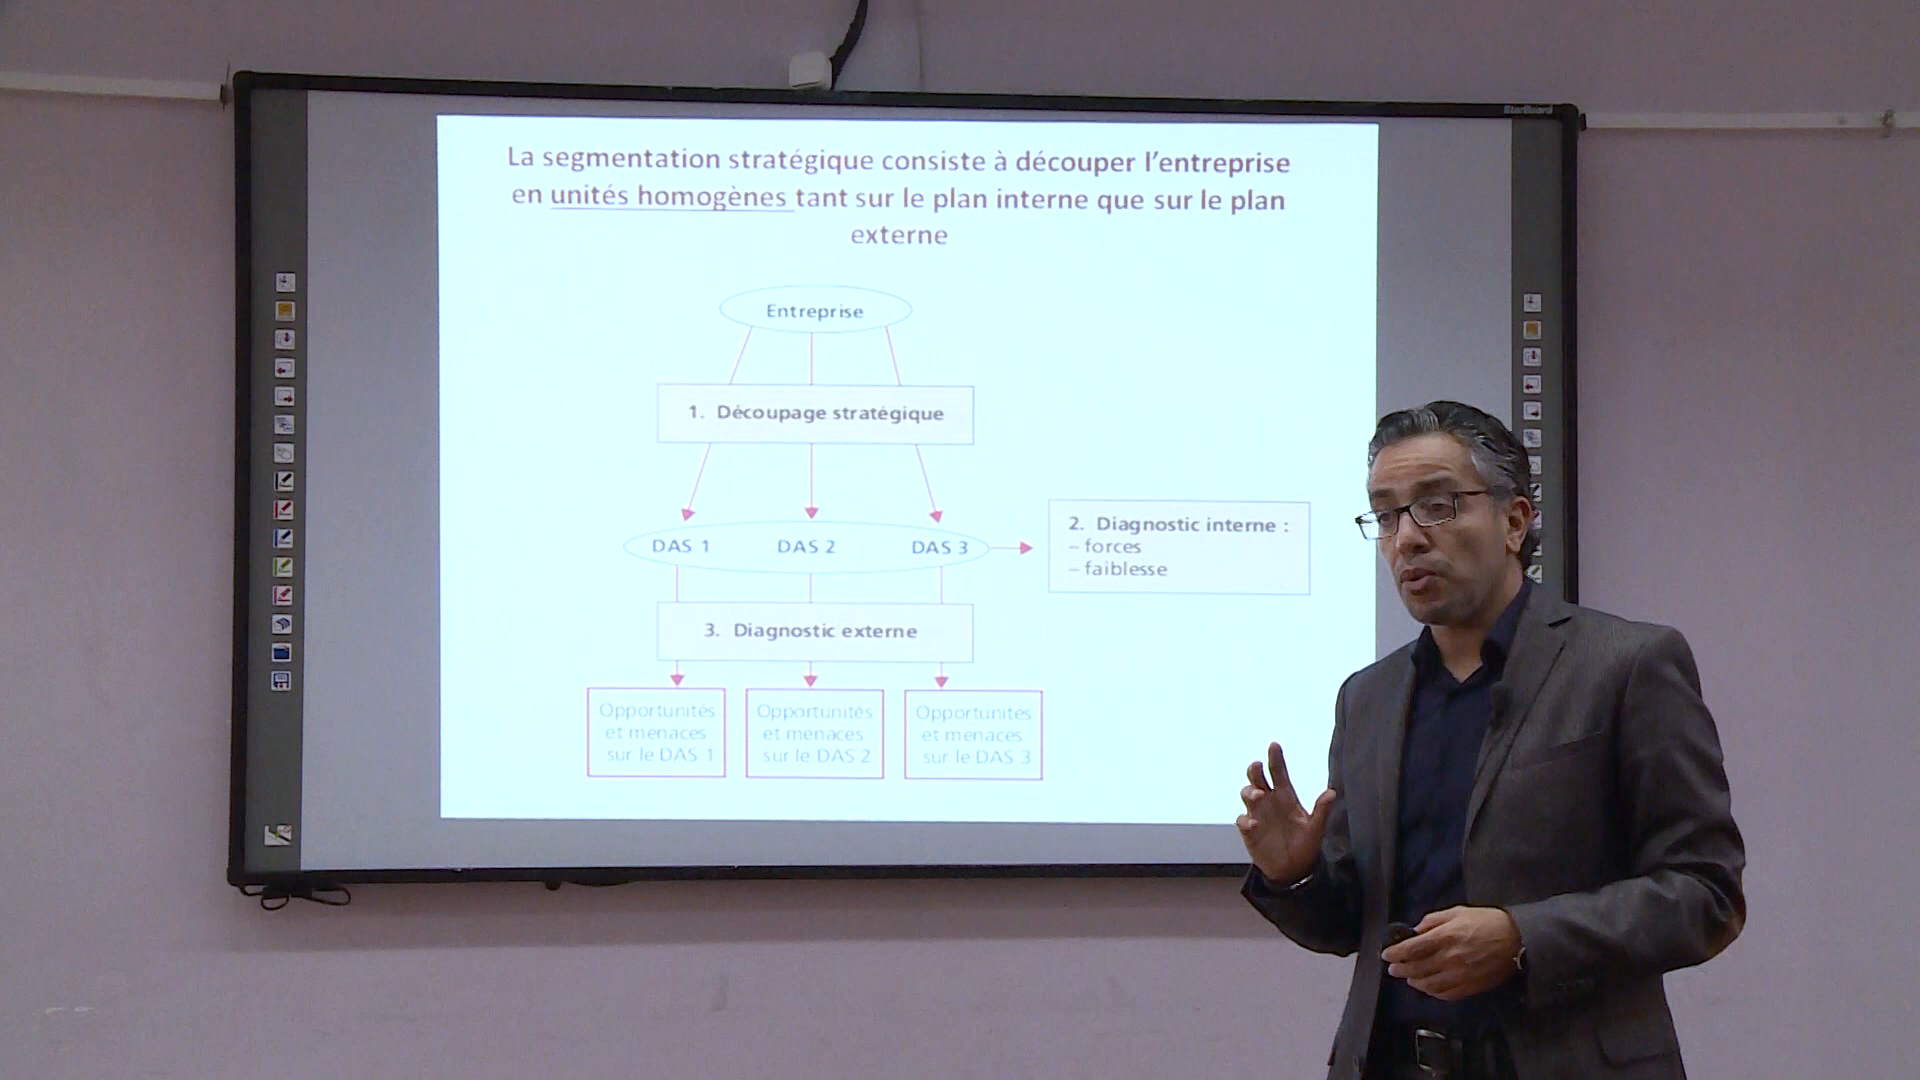 StarBoard
La segmentation stratégique consiste à découper l’entreprise
en unités homogènes tant sur le plan interne que sur le plan
externe
Entreprise
1. Découpage stratégique
DAS 1
DAS 2
DAS 3
2. Diagnostic interne :
– forces
– faiblesse
3. Diagnostic externe
Opportunités
et menaces
sur le DAS 1
Opportunités
et menaces
sur le DAS 2
Opportunités
et menaces
sur le DAS 3